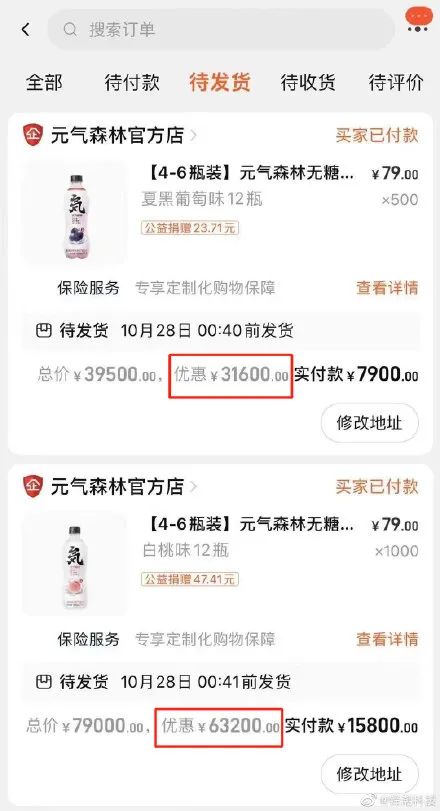 搜索订单
全部 待付款 待发货 待收货 待评价
企 元气森林官方店 买家已付款
【4-6瓶装】元气森林无糖... ¥79.00
夏黑葡萄味12瓶 ×500
公益捐赠23.71元
保险服务 专享定制化购物保障 查看详情
待发货 10月28日 00:40前发货
总价¥39500.00, 优惠¥31600.00 实付款¥7900.00
修改地址
企 元气森林官方店 买家已付款
【4-6瓶装】元气森林无糖... ¥79.00
白桃味12瓶 ×1000
公益捐赠47.41元
保险服务 专享定制化购物保障 查看详情
待发货 10月28日 00:41前发货
总价¥79000.00, 优惠¥63200.00 实付款¥15800.00
修改地址